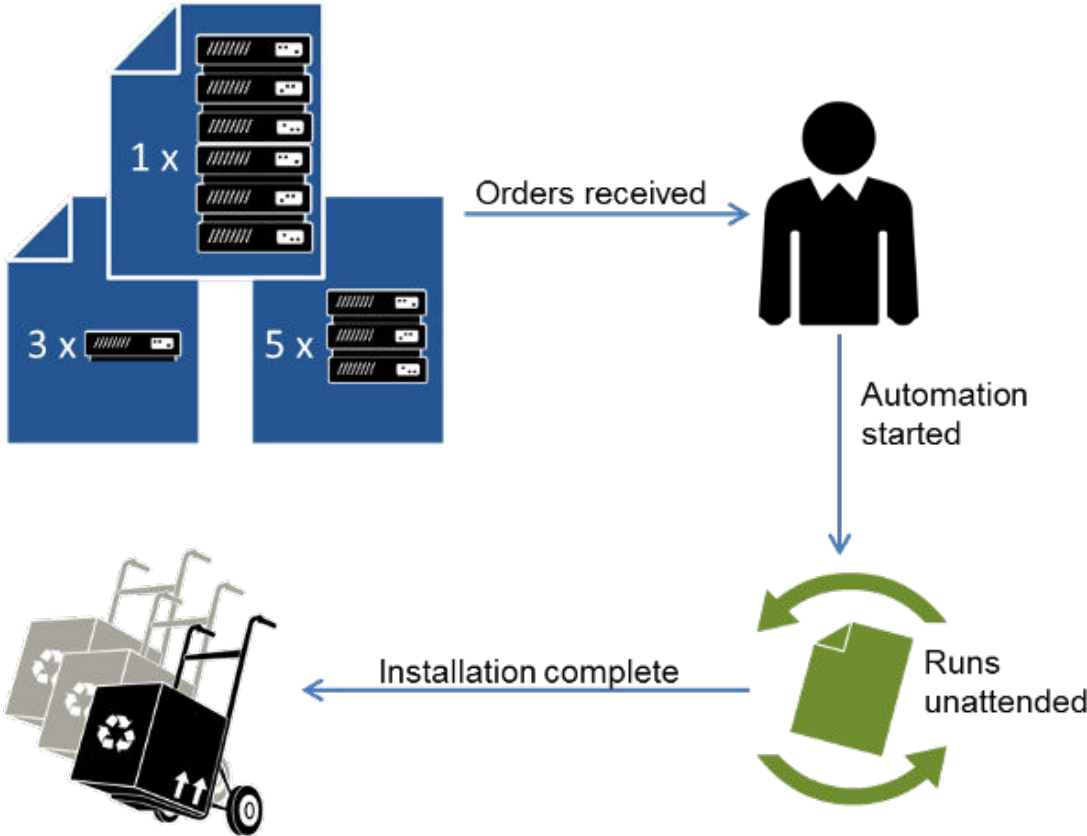 1 x
3 x
5 x
Orders received
Automation
started
Runs
unattended
Installation complete